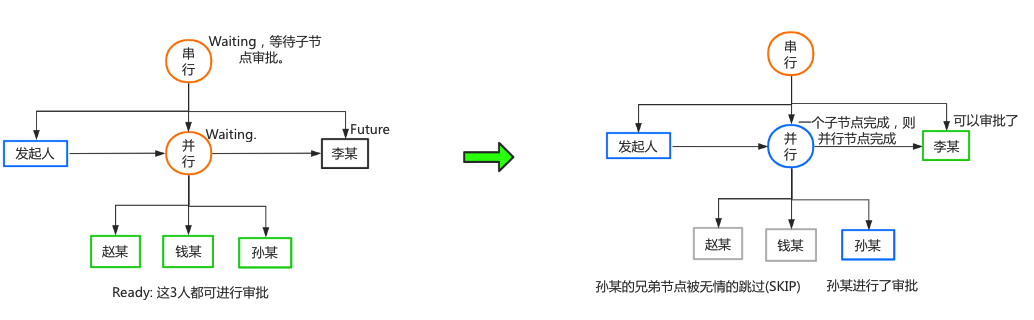 串
行
Waiting，等待子节
点审批。
发起人
并
行
Waiting.
Future
李某
赵某
钱某
孙某
Ready: 这3人都可进行审批
串
行
发起人
并
行
一个子节点完成，则
并行节点完成
可以审批了
李某
赵某
钱某
孙某
孙某的兄弟节点被无情的跳过(SKIP)
孙某进行了审批